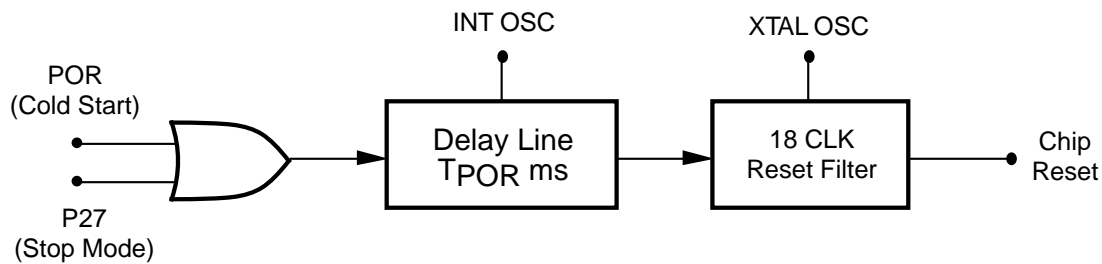 INT OSC
XTAL OSC
POR
(Cold Start)
Delay Line
TPOR ms
18 CLK
Reset Filter
Chip
Reset
P27
(Stop Mode)